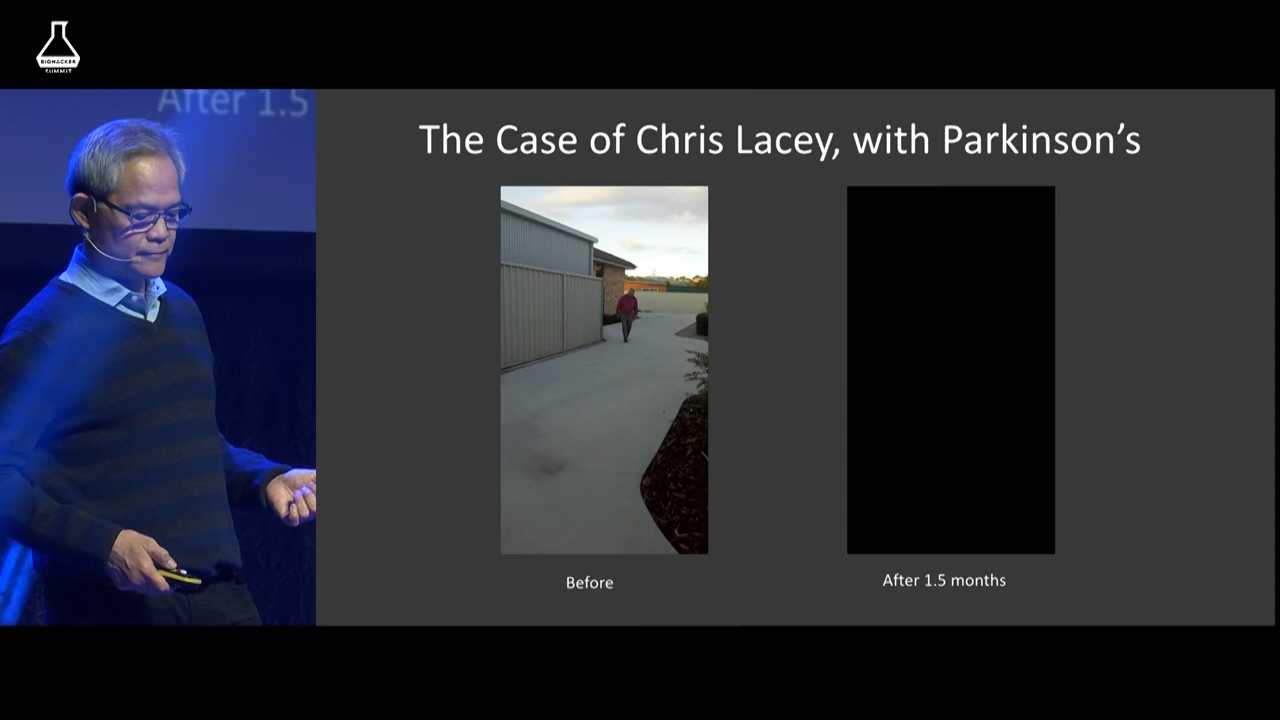 BIOHACKER
SUMMIT
After 1.5
The Case of Chris Lacey, with Parkinson’s
Before
After 1.5 months